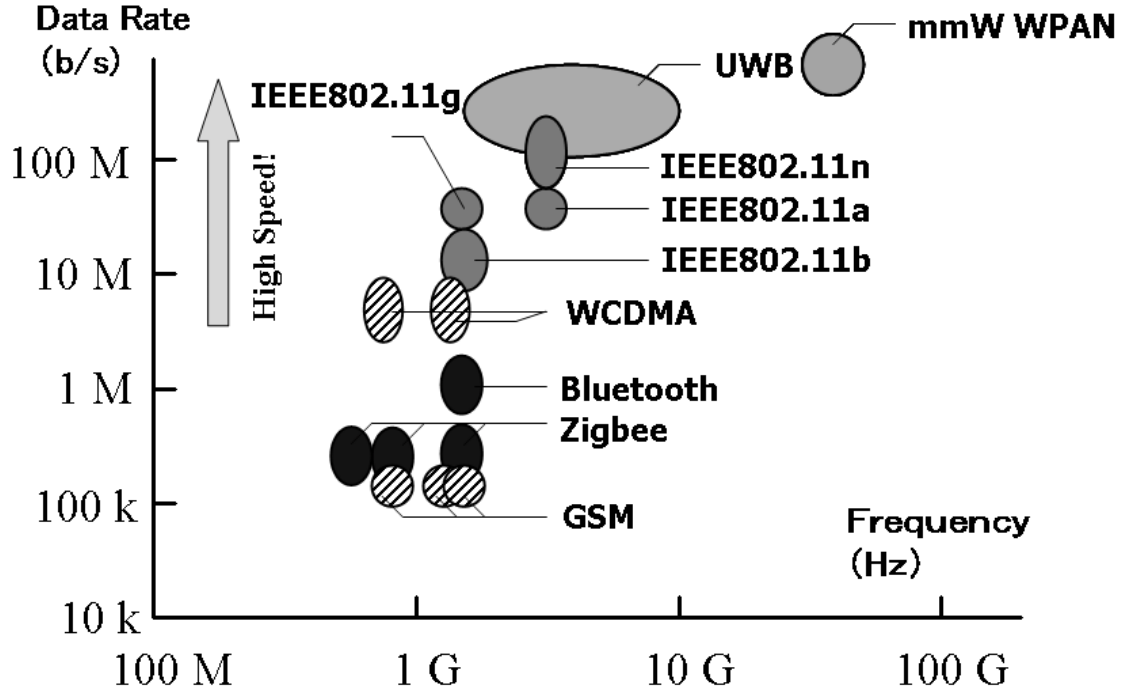 Data Rate
(b/s)
mmW WPAN
UWB
IEEE802.11g
100 M
IEEE802.11n
High Speed!
IEEE802.11a
IEEE802.11b
10 M
WCDMA
1 M
Bluetooth
Zigbee
100 k
GSM
Frequency
(Hz)
10 k
100 M
1 G
10 G
100 G